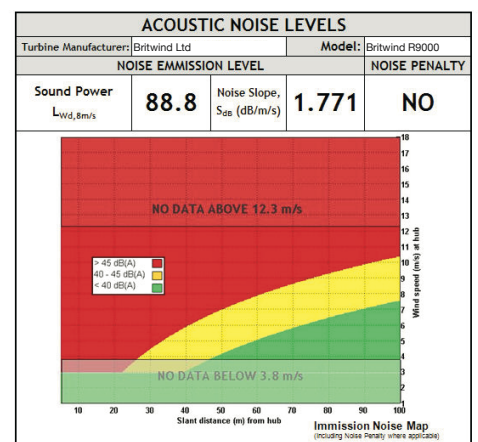 ACOUSTIC NOISE LEVELS
Turbine Manufacturer: Britwind Ltd Model: Britwind R9000
NOISE EMMISSION LEVEL NOISE PENALTY
Sound Power LWd,8m/s 88.8 Noise Slope, SdB (dB/m/s) 1.771 NO
18
17
16
15
14
NO DATA ABOVE 12.3 m/s
13
12
11
10
9
8
7
6
5
4
3
2
1
Wind speed (m/s) at hub
> 45 dB(A)
40 - 45 dB(A)
< 40 dB(A)
NO DATA BELOW 3.8 m/s
10 20 30 40 50 60 70 80 90 100
Slant distance (m) from hub
Immission Noise Map
(including Noise Penalty where applicable)